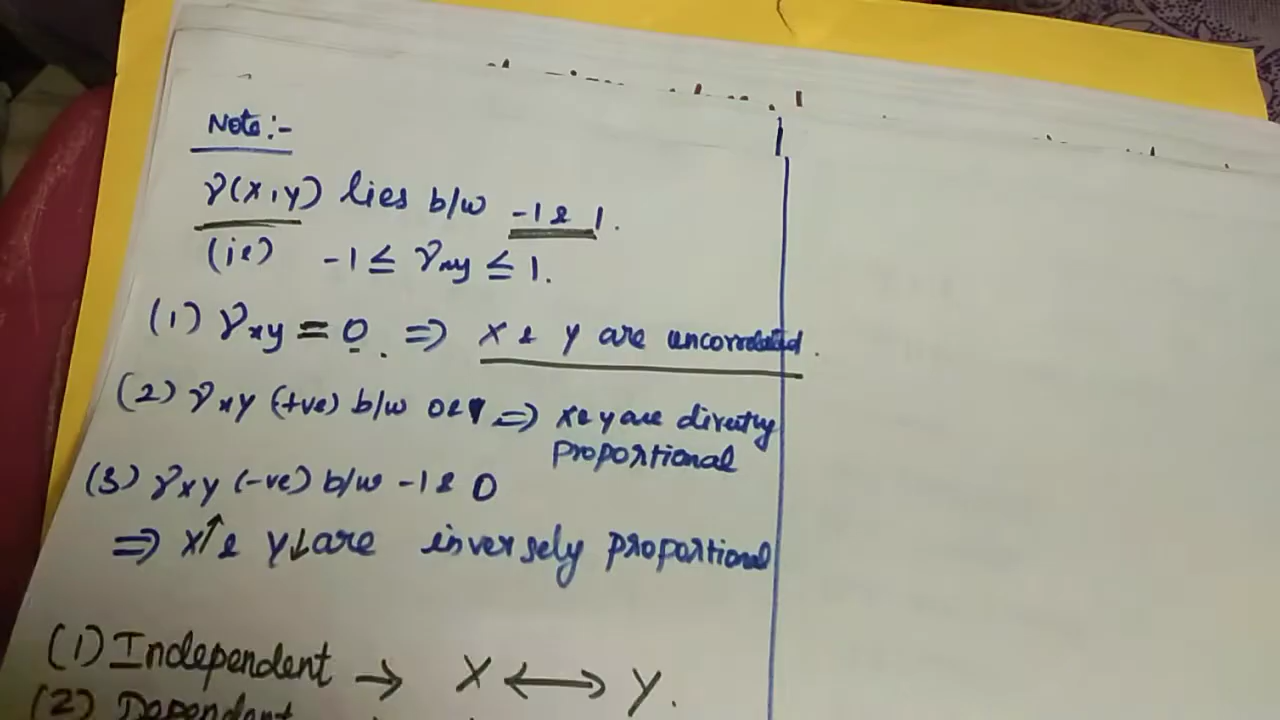 Note:-
γ(X,Y) lies b/w -1 & 1.
(ie) -1 ≤ γxy ≤ 1.
(1) γxy = 0. ⇒ X & Y are uncorrelated.
(2) γxy (+ve) b/w 0&1 ⇒ X & Y are directly
proportional
(3) γxy (-ve) b/w -1 & 0
⇒ X↑ & Y↓ are inversely proportional
(1) Independent → X ⟷ Y.
(2) Dependent